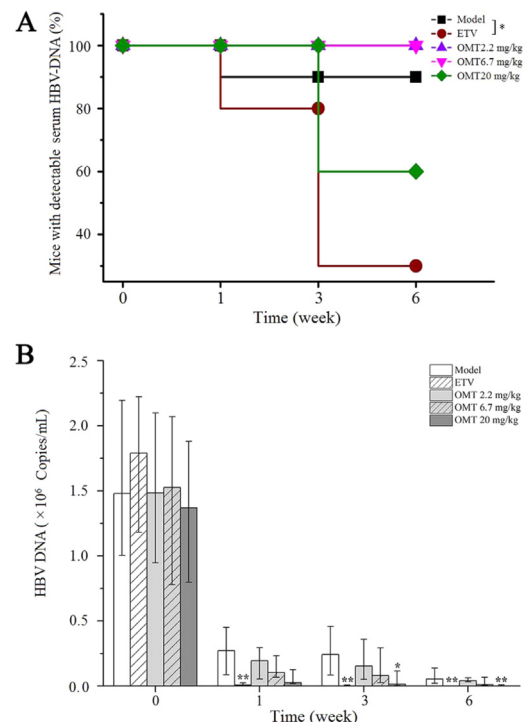 A
Mice with detectable serum HBV-DNA (%)
100
80
60
40
0 1 3 6
Time (week)
Model
ETV
OMT2.2 mg/kg
OMT6.7 mg/kg
OMT20 mg/kg
*
B
HBV DNA (×10⁶ Copies/mL)
2.5
2.0
1.5
1.0
0.5
0.0
Model
ETV
OMT 2.2 mg/kg
OMT 6.7 mg/kg
OMT 20 mg/kg
** ** * ** **
0 1 3 6
Time (week)